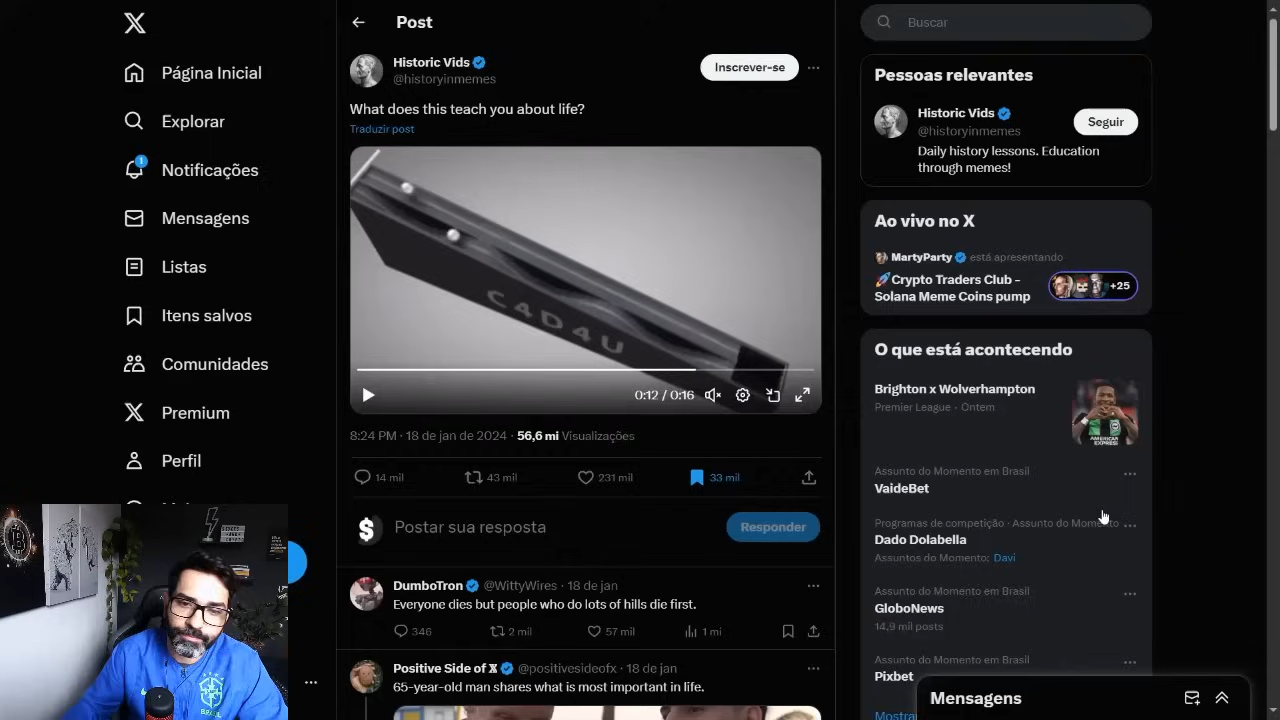 Post
Buscar
Página Inicial
Explorar
1
Notificações
Mensagens
Listas
Itens salvos
Comunidades
Premium
Perfil
Historic Vids
@historyinmemes
Inscrever-se
What does this teach you about life?
Traduzir post
C4D4U
0:12 / 0:16
8:24 PM · 18 de jan de 2024 · 56,6 mi Visualizações
14 mil
43 mil
231 mil
33 mil
$
Postar sua resposta
Responder
DumboTron @WittyWires · 18 de jan
Everyone dies but people who do lots of hills die first.
346
2 mil
57 mil
1 mi
Positive Side of X @positivesideofx · 18 de jan
65-year-old man shares what is most important in life.
Pessoas relevantes
Historic Vids
@historyinmemes
Seguir
Daily history lessons. Education
through memes!
Ao vivo no X
MartyParty está apresentando
🚀Crypto Traders Club -
Solana Meme Coins pump
+25
O que está acontecendo
Brighton x Wolverhampton
Premier League · Ontem
AMERICAN
EXPRESS
Assunto do Momento em Brasil
VaideBet
Programas de competição · Assunto do Momento
Dado Dolabella
Assuntos do Momento: Davi
Assunto do Momento em Brasil
GloboNews
14,9 mil posts
Assunto do Momento em Brasil
Pixbet
Mostra
Mensagens
BRASIL